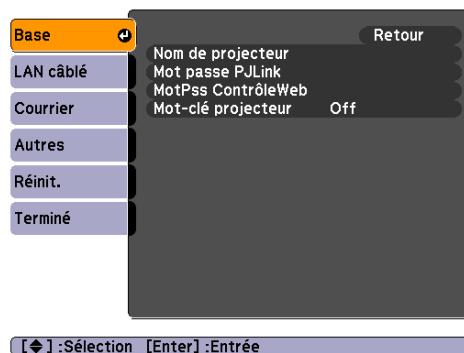 Base
Retour
Nom de projecteur
LAN câblé
Mot passe PJLink
MotPss ContrôleWeb
Courrier
Mot-clé projecteur Off
Autres
Réinit.
Terminé
[◆] :Sélection [Enter] :Entrée